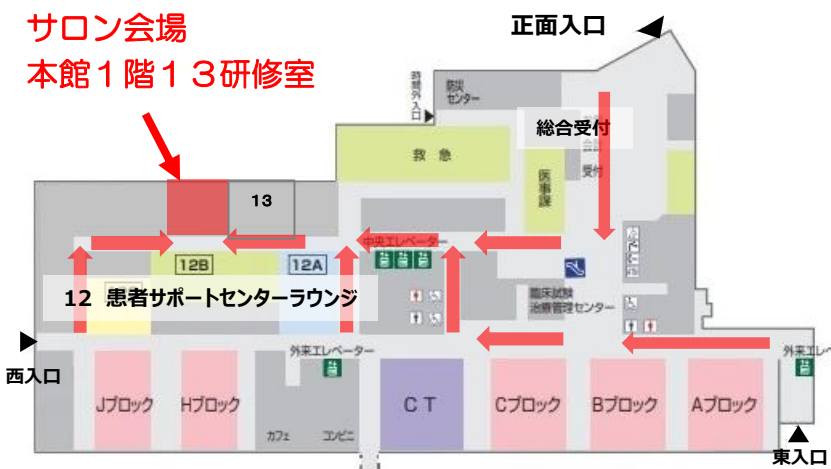 サロン会場
本館１階１３研修室
正面入口
時間外入口
防災
センター
総合受付
会計
受付
救急
医事課
13
中央エレベーター
12B
12A
12 患者サポートセンターラウンジ
臨床試験
治療管理センター
西入口
外来エレベーター
外来エレベ
Jブロック
Hブロック
カフェ
コンビニ
CT
Cブロック
Bブロック
Aブロック
東入口